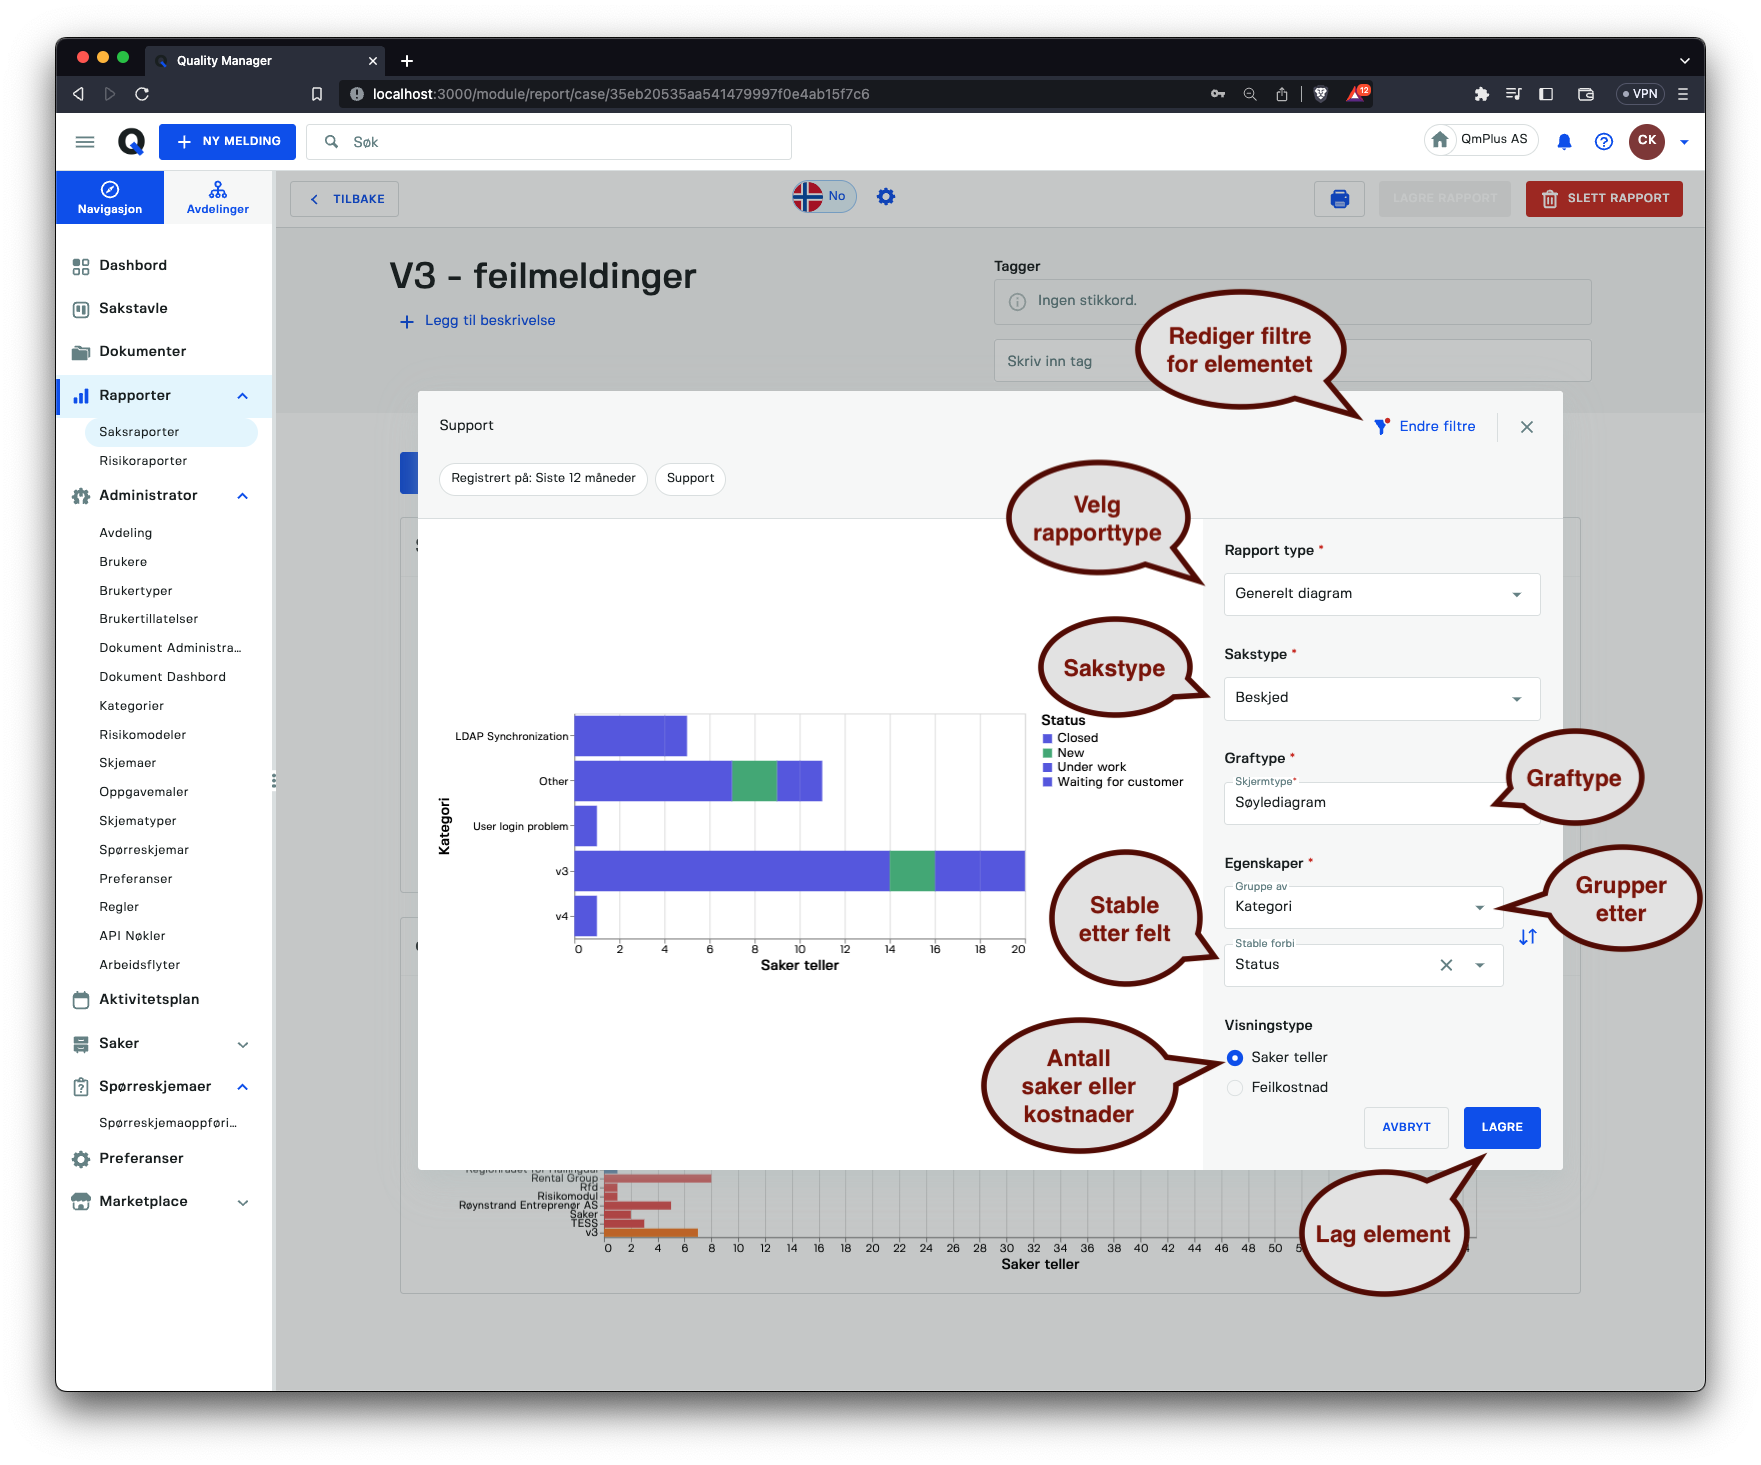 Quality Manager
localhost:3000/module/report/case/35eb20535aa541479997f0e4ab15f7c6
12
VPN
NY MELDING
Søk
QmPlus AS
CK
Navigasjon
Avdelinger
TILBAKE
No
LAGRE RAPPORT
SLETT RAPPORT
Dashbord
Sakstavle
Dokumenter
Rapporter
Saksraporter
Risikoraporter
Administrator
Avdeling
Brukere
Brukertyper
Brukertillatelser
Dokument Administra...
Dokument Dashbord
Kategorier
Risikomodeler
Skjemaer
Oppgavemaler
Skjematyper
Spørreskjemar
Preferanser
Regler
API Nøkler
Arbeidsflyter
Aktivitetsplan
Saker
Spørreskjemaer
Spørreskjemaoppføri...
Preferanser
Marketplace
V3 - feilmeldinger
Legg til beskrivelse
Tagger
Ingen stikkord.
Skriv inn tag
Rediger filtre
for elementet
Support
Endre filtre
Registrert på: Siste 12 måneder
Support
Velg
rapporttype
Rapport type *
Generelt diagram
Sakstype
Sakstype *
Beskjed
Graftype *
Skjermtype*
Søylediagram
Graftype
Egenskaper *
Gruppe av
Kategori
Grupper
etter
Stable forbi
Status
Stable
etter felt
Visningstype
Saker teller
Feilkostnad
Antall
saker eller
kostnader
AVBRYT
LAGRE
Lag element
Kategori
LDAP Synchronization
Other
User login problem
v3
v4
0 2 4 6 8 10 12 14 16 18 20
Saker teller
Status
Closed
New
Under work
Waiting for customer
Regionrådet for Hallingdal
Rental Group
Rfd
Risikomodul
Røynstrand Entreprenør AS
Saker
TESS
v3
0 2 4 6 8 10 12 14 16 18 20 22 24 26 28 30 32 34 36 38 40 42 44 46 48 50
Saker teller